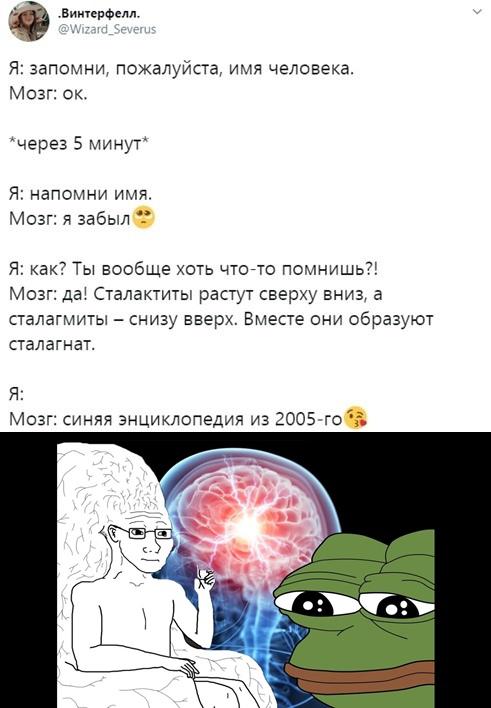 .Винтерфелл.
@Wizard_Severus
Я: запомни, пожалуйста, имя человека.
Мозг: ок.
*через 5 минут*
Я: напомни имя.
Мозг: я забыл🥺
Я: как? Ты вообще хоть что-то помнишь?!
Мозг: да! Сталактиты растут сверху вниз, а
сталагмиты – снизу вверх. Вместе они образуют
сталагнат.
Я:
Мозг: синяя энциклопедия из 2005-го😘